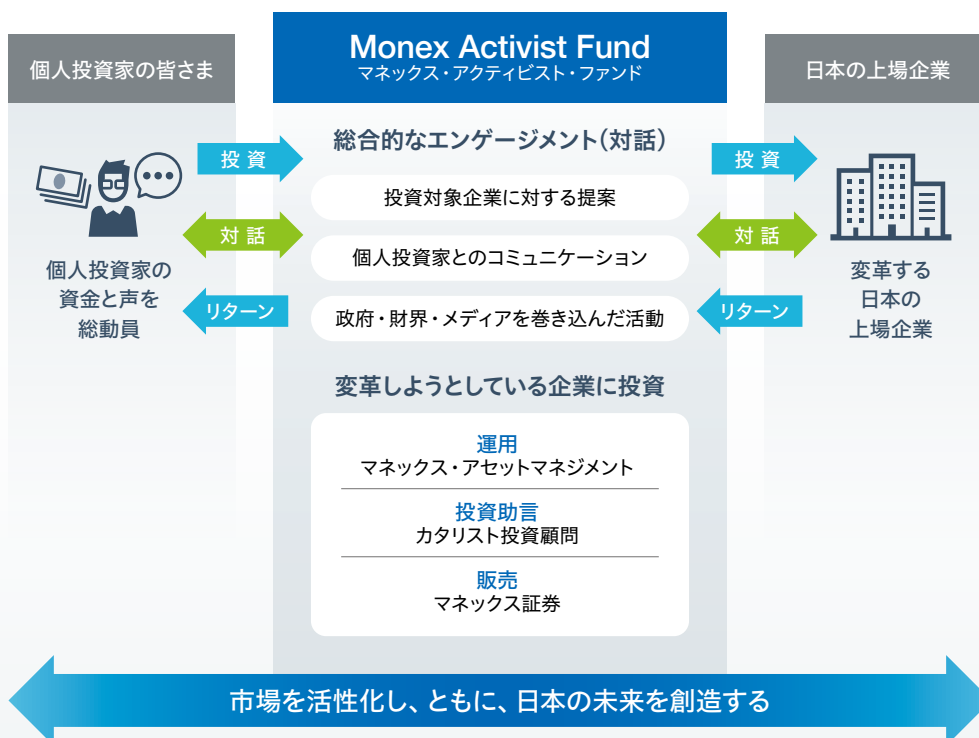 個人投資家の皆さま
Monex Activist Fund
マネックス・アクティビスト・ファンド
日本の上場企業
総合的なエンゲージメント(対話)
投資
対話
リターン
個人投資家の
資金と声を
総動員
投資対象企業に対する提案
個人投資家とのコミュニケーション
政府・財界・メディアを巻き込んだ活動
投資
対話
リターン
変革する
日本の
上場企業
変革しようとしている企業に投資
運用
マネックス・アセットマネジメント
投資助言
カタリスト投資顧問
販売
マネックス証券
市場を活性化し、ともに、日本の未来を創造する